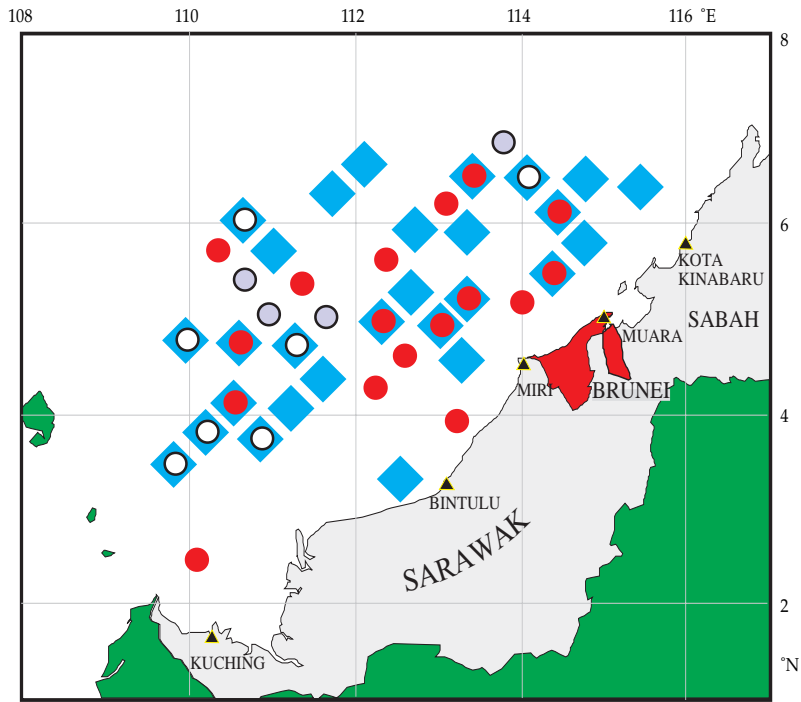 108 110 112 114 116 °E
8
6
KOTA
KINABARU
SABAH
MUARA
MIRI
BRUNEI
4
BINTULU
SARAWAK
2
KUCHING
°N